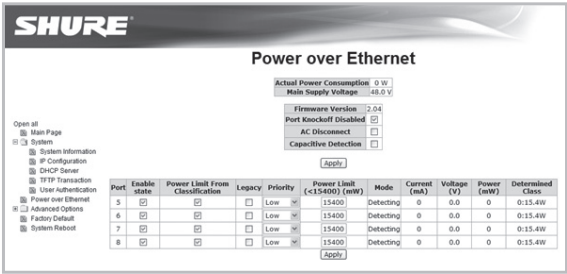 SHURE
Power over Ethernet
Actual Power Consumption 0 W
Main Supply Voltage 48.0 V
Firmware Version 2.04
Port Knockoff Disabled
AC Disconnect
Capacitive Detection
Apply
Open all
Main Page
System
System Information
IP Configuration
DHCP Server
TFTP Transaction
User Authentication
Power over Ethernet
Advanced Options
Factory Default
System Reboot
Port Enable state Power Limit From Classification Legacy Priority Power Limit (<15400) (mW) Mode Current (mA) Voltage (V) Power (mW) Determined Class
5 Low 15400 Detecting 0 0.0 0 0:15.4W
6 Low 15400 Detecting 0 0.0 0 0:15.4W
7 Low 15400 Detecting 0 0.0 0 0:15.4W
8 Low 15400 Detecting 0 0.0 0 0:15.4W
Apply